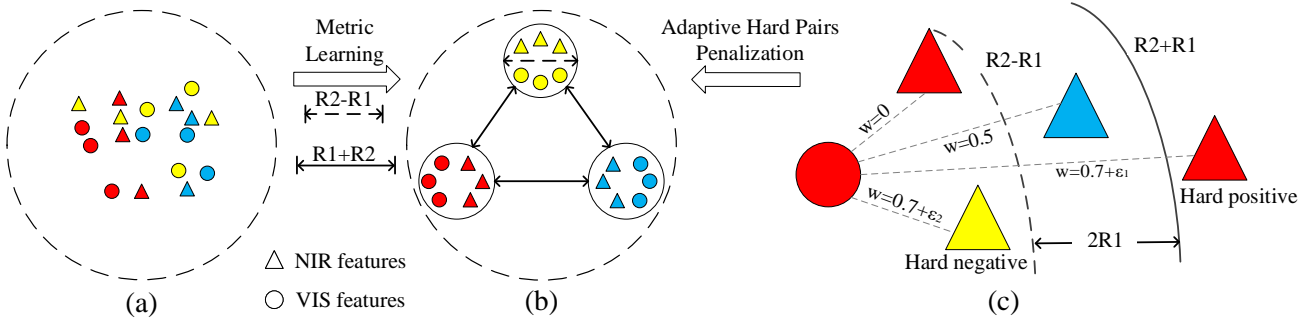 Metric
Learning
R2-R1
R1+R2
NIR features
VIS features
(a)
(b)
Adaptive Hard Pairs
Penalization
R2-R1
R2+R1
w=0
w=0.5
w=0.7+ε₁
w=0.7+ε₂
Hard positive
Hard negative
2R1
(c)